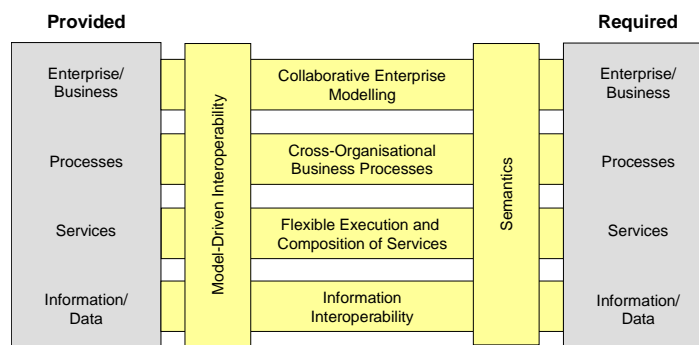 Provided
Required
Enterprise/
Business
Collaborative Enterprise
Modelling
Enterprise/
Business
Processes
Cross-Organisational
Business Processes
Processes
Model-Driven Interoperability
Semantics
Services
Flexible Execution and
Composition of Services
Services
Information/
Data
Information
Interoperability
Information/
Data